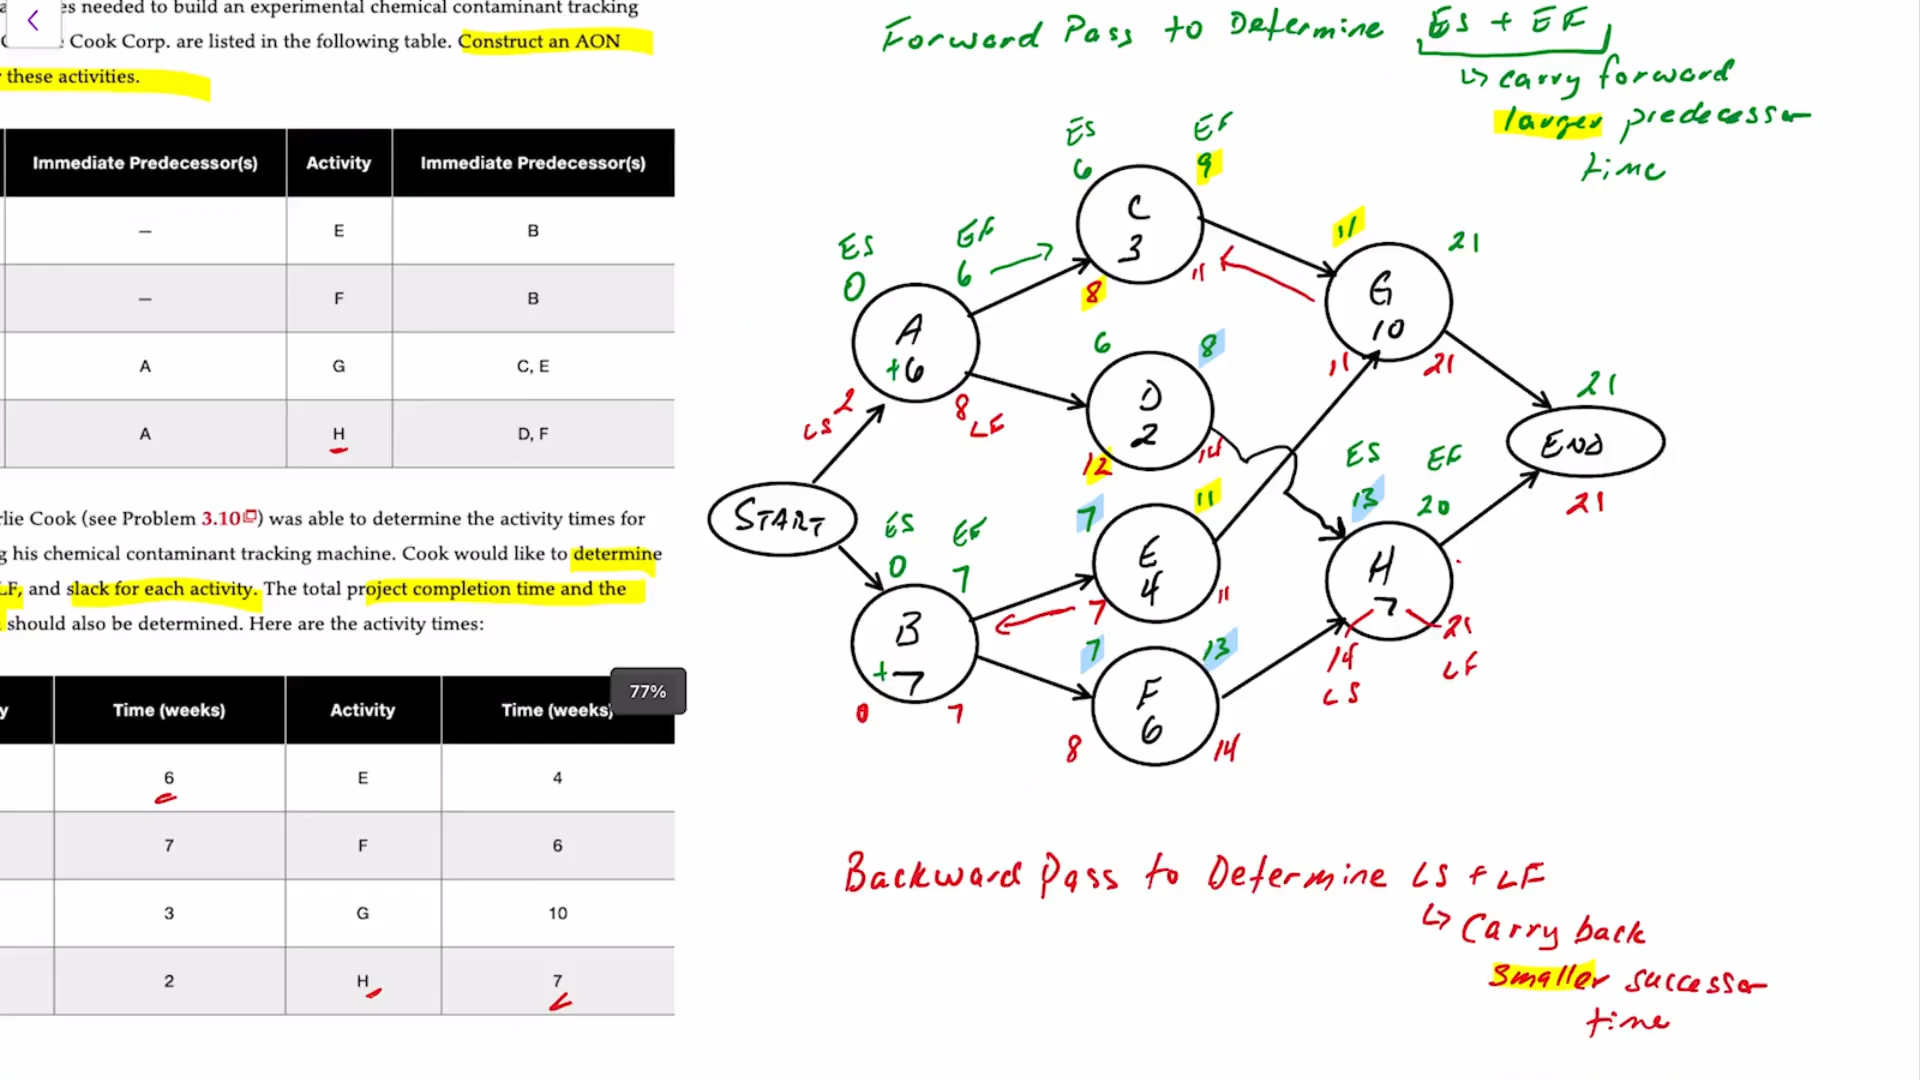 es needed to build an experimental chemical contaminant tracking
Cook Corp. are listed in the following table. Construct an AON
these activities.
Immediate Predecessor(s) Activity Immediate Predecessor(s)
— E B
— F B
A G C, E
A H D, F
lie Cook (see Problem 3.10) was able to determine the activity times for
g his chemical contaminant tracking machine. Cook would like to determine
LF, and slack for each activity. The total project completion time and the
should also be determined. Here are the activity times:
y Time (weeks) Activity Time (weeks)
77%
6 E 4
7 F 6
3 G 10
2 H 7
Forward Pass to Determine ES + EF
↳ carry forward
larger predecessor
time
ES EF
6 9
C
3
8 11
ES EF
0 6
A
+6
2 8
LS LF
11 21
G
10
11 21
6 8
D
2
12 14
START
21
END
21
7 11
E
4
7 11
ES EF
13 20
H
7
14 21
LS LF
ES EF
0 7
B
+7
0 7
7 13
F
6
8 14
Backward Pass to Determine LS + LF
↳ Carry back
smaller successor
time